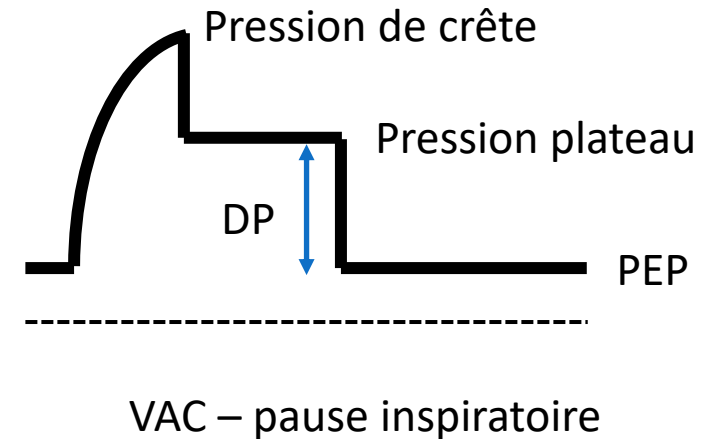 Pression de crête
Pression plateau
DP
PEP
VAC – pause inspiratoire